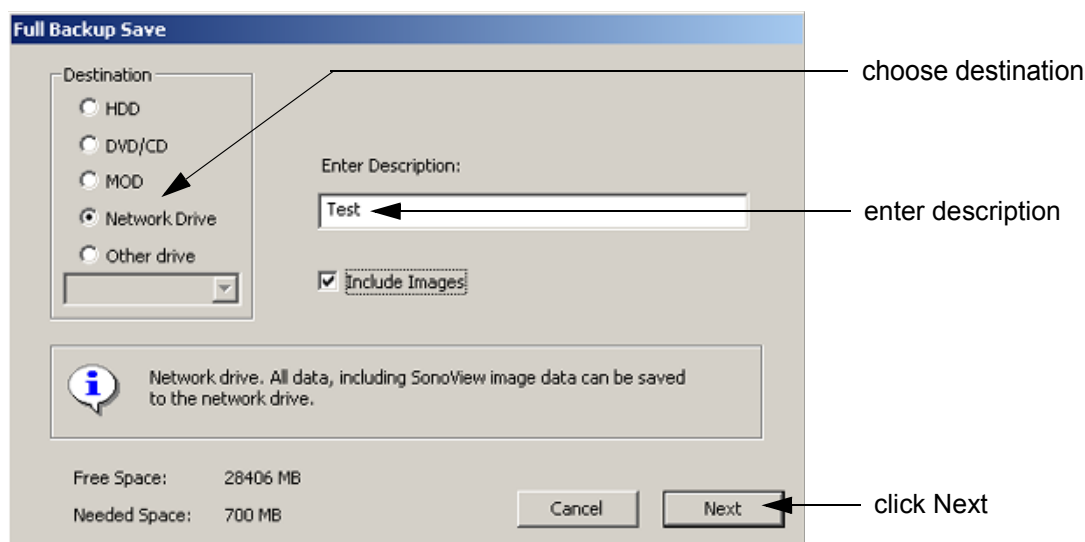 Full Backup Save
Destination
HDD
DVD/CD
MOD
Network Drive
Other drive
Enter Description:
Test
Include Images
Network drive. All data, including SonoView image data can be saved
to the network drive.
Free Space: 28406 MB
Needed Space: 700 MB
Cancel
Next
choose destination
enter description
click Next